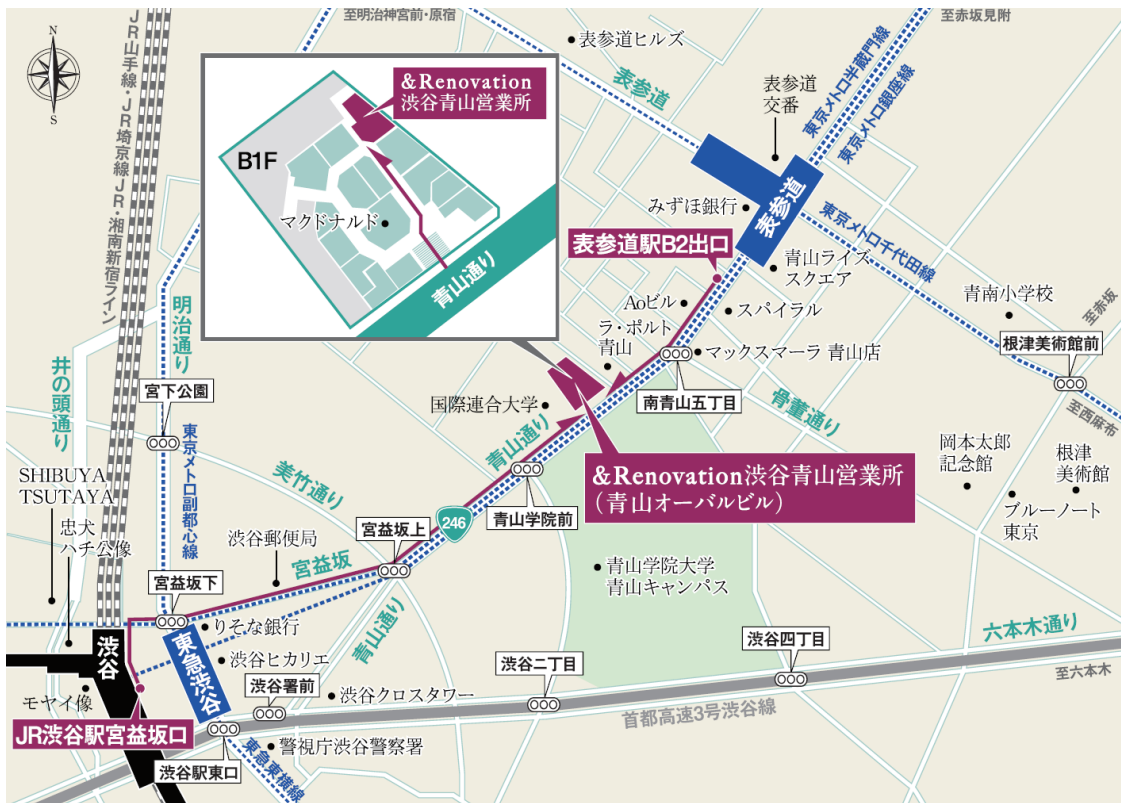 至明治神宮前・原宿
至赤坂見附
N
S
JR山手線・JR埼京線
JR・湘南新宿ライン
表参道ヒルズ
表参道
表参道
交番
東京メトロ半蔵門線
東京メトロ銀座線
&Renovation
渋谷青山営業所
B1F
マクドナルド
青山通り
みずほ銀行
表参道
東京メトロ千代田線
表参道駅B2出口
青山ライズ
スクエア
Aoビル
スパイラル
青南小学校
至赤坂
根津美術館前
ラ・ポルト
青山
マックスマーラ 青山店
南青山五丁目
骨董通り
至西麻布
明治通り
井の頭通り
宮下公園
国際連合大学
青山通り
東京メトロ副都心線
美竹通り
&Renovation渋谷青山営業所
（青山オーバルビル）
岡本太郎
記念館
根津
美術館
ブルーノート
東京
SHIBUYA
TSUTAYA
忠犬
ハチ公像
246
青山学院前
宮益坂上
渋谷郵便局
宮益坂
宮益坂下
青山学院大学
青山キャンパス
りそな銀行
青山通り
渋谷
東急渋谷
渋谷ヒカリエ
渋谷署前
渋谷クロスタワー
渋谷二丁目
渋谷四丁目
六本木通り
至六本木
モヤイ像
JR渋谷駅宮益坂口
首都高速3号渋谷線
警視庁渋谷警察署
渋谷駅東口
東急東横線